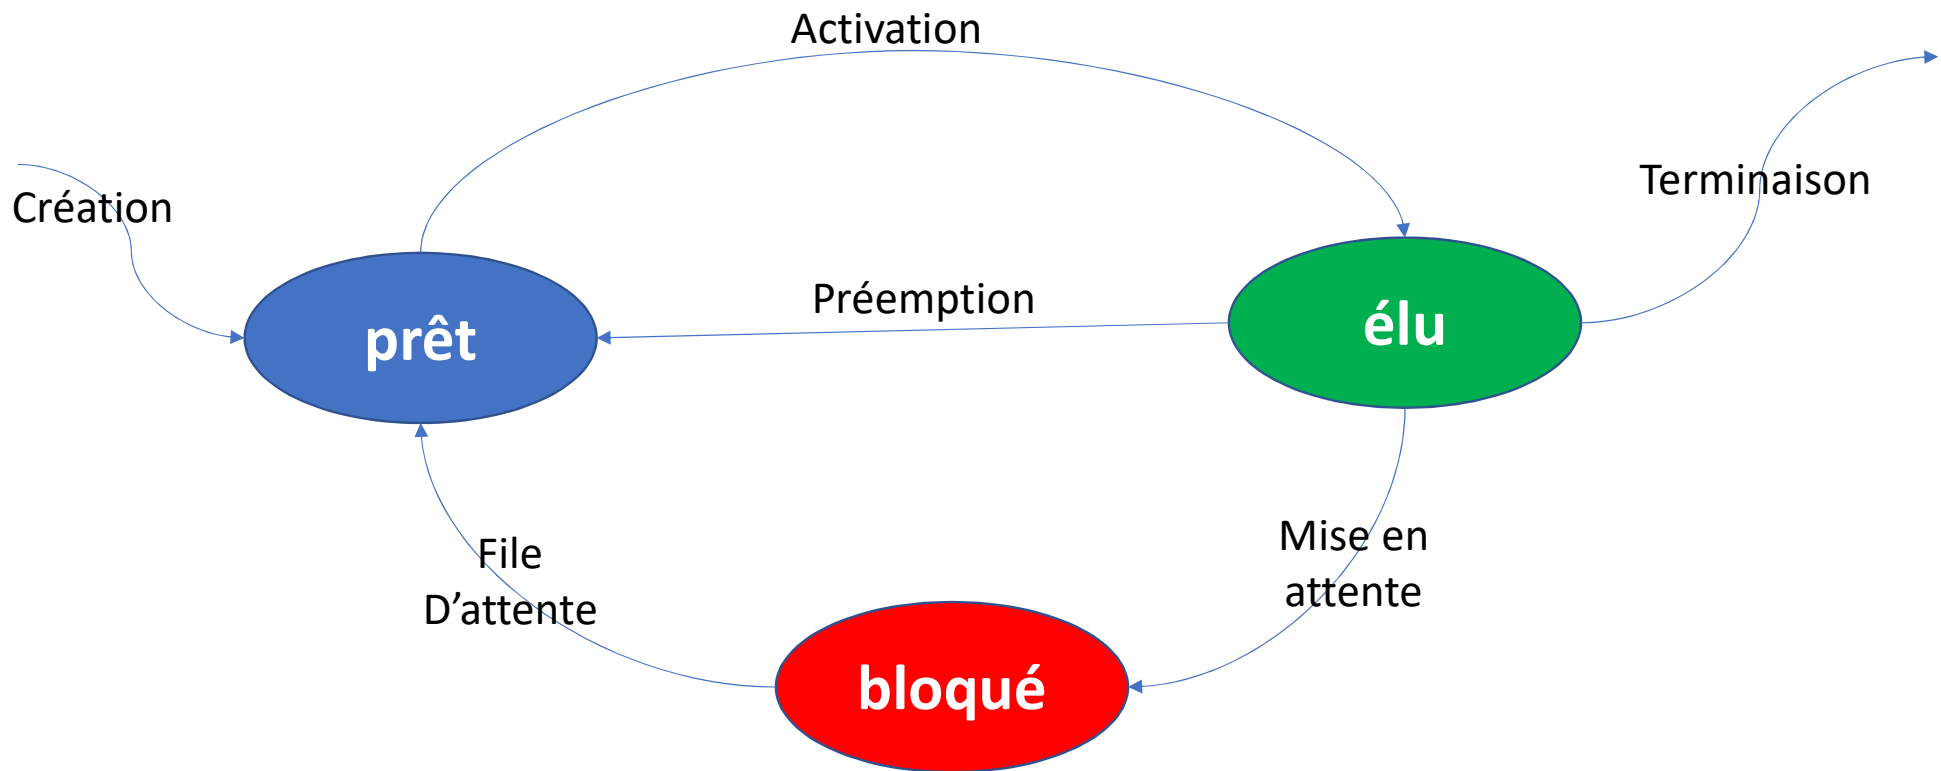 Activation
Terminaison
Création
Préemption
prêt
élu
Mise en
attente
File
D’attente
bloqué